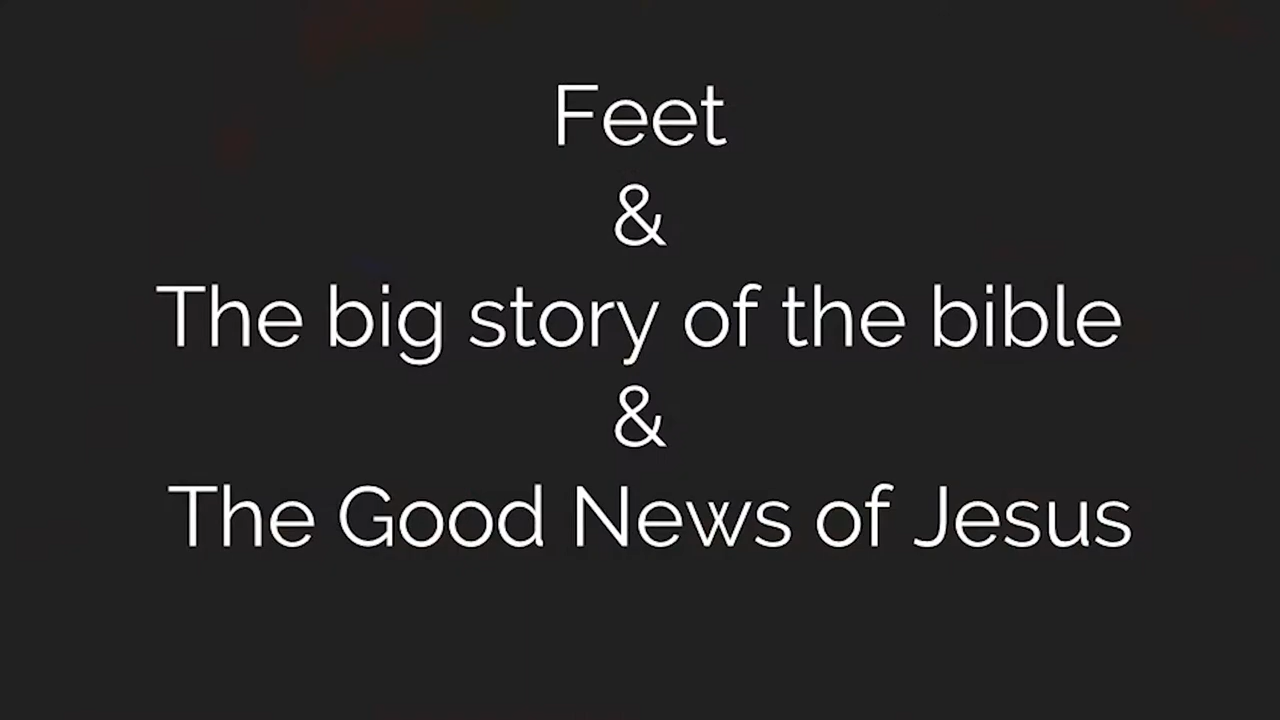 Feet
&
The big story of the bible
&
The Good News of Jesus